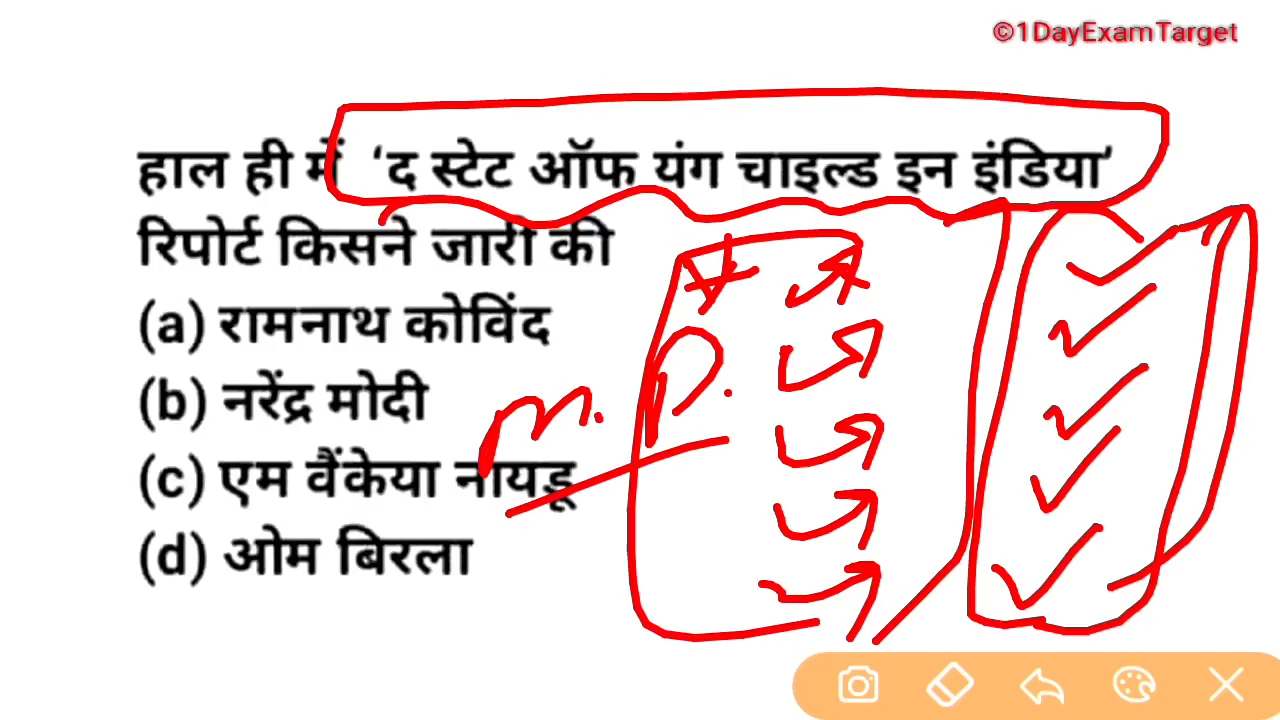 ©1DayExamTarget
हाल ही में ‘द स्टेट ऑफ यंग चाइल्ड इन इंडिया’
रिपोर्ट किसने जारी की
(a) रामनाथ कोविंद
(b) नरेंद्र मोदी
(c) एम वैंकेया नायडू
(d) ओम बिरला
m. p.